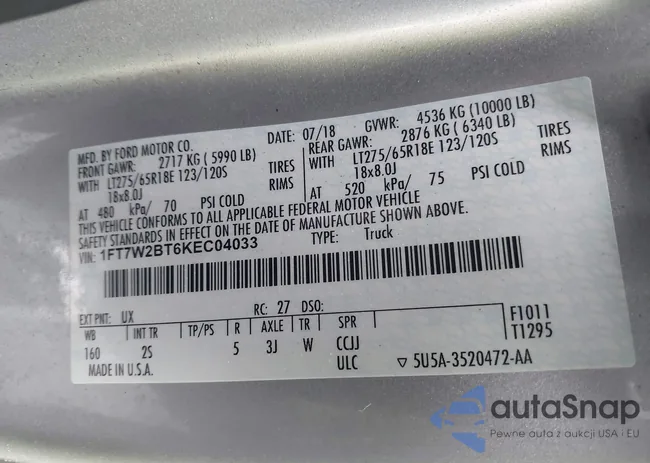 MFD. BY FORD MOTOR CO. DATE: 07/18 GVWR: 4536 KG (10000 LB)
FRONT GAWR: 2717 KG ( 5990 LB) REAR GAWR: 2876 KG ( 6340 LB)
WITH LT275/65R18E 123/120S TIRES WITH LT275/65R18E 123/120S TIRES
18x8.0J RIMS 18x8.0J RIMS
AT 480 kPa/ 70 PSI COLD AT 520 kPa/ 75 PSI COLD
THIS VEHICLE CONFORMS TO ALL APPLICABLE FEDERAL MOTOR VEHICLE
SAFETY STANDARDS IN EFFECT ON THE DATE OF MANUFACTURE SHOWN ABOVE.
VIN: 1FT7W2BT6KEC04033 TYPE: Truck
EXT PNT: UX RC: 27 DSO:
WB INT TR TP/PS R AXLE TR SPR F1011
160 2S 5 3J W CCJJ T1295
MADE IN U.S.A. ULC ▽ 5U5A-3520472-AA
autaSnap
Pewne auta z aukcji USA i EU